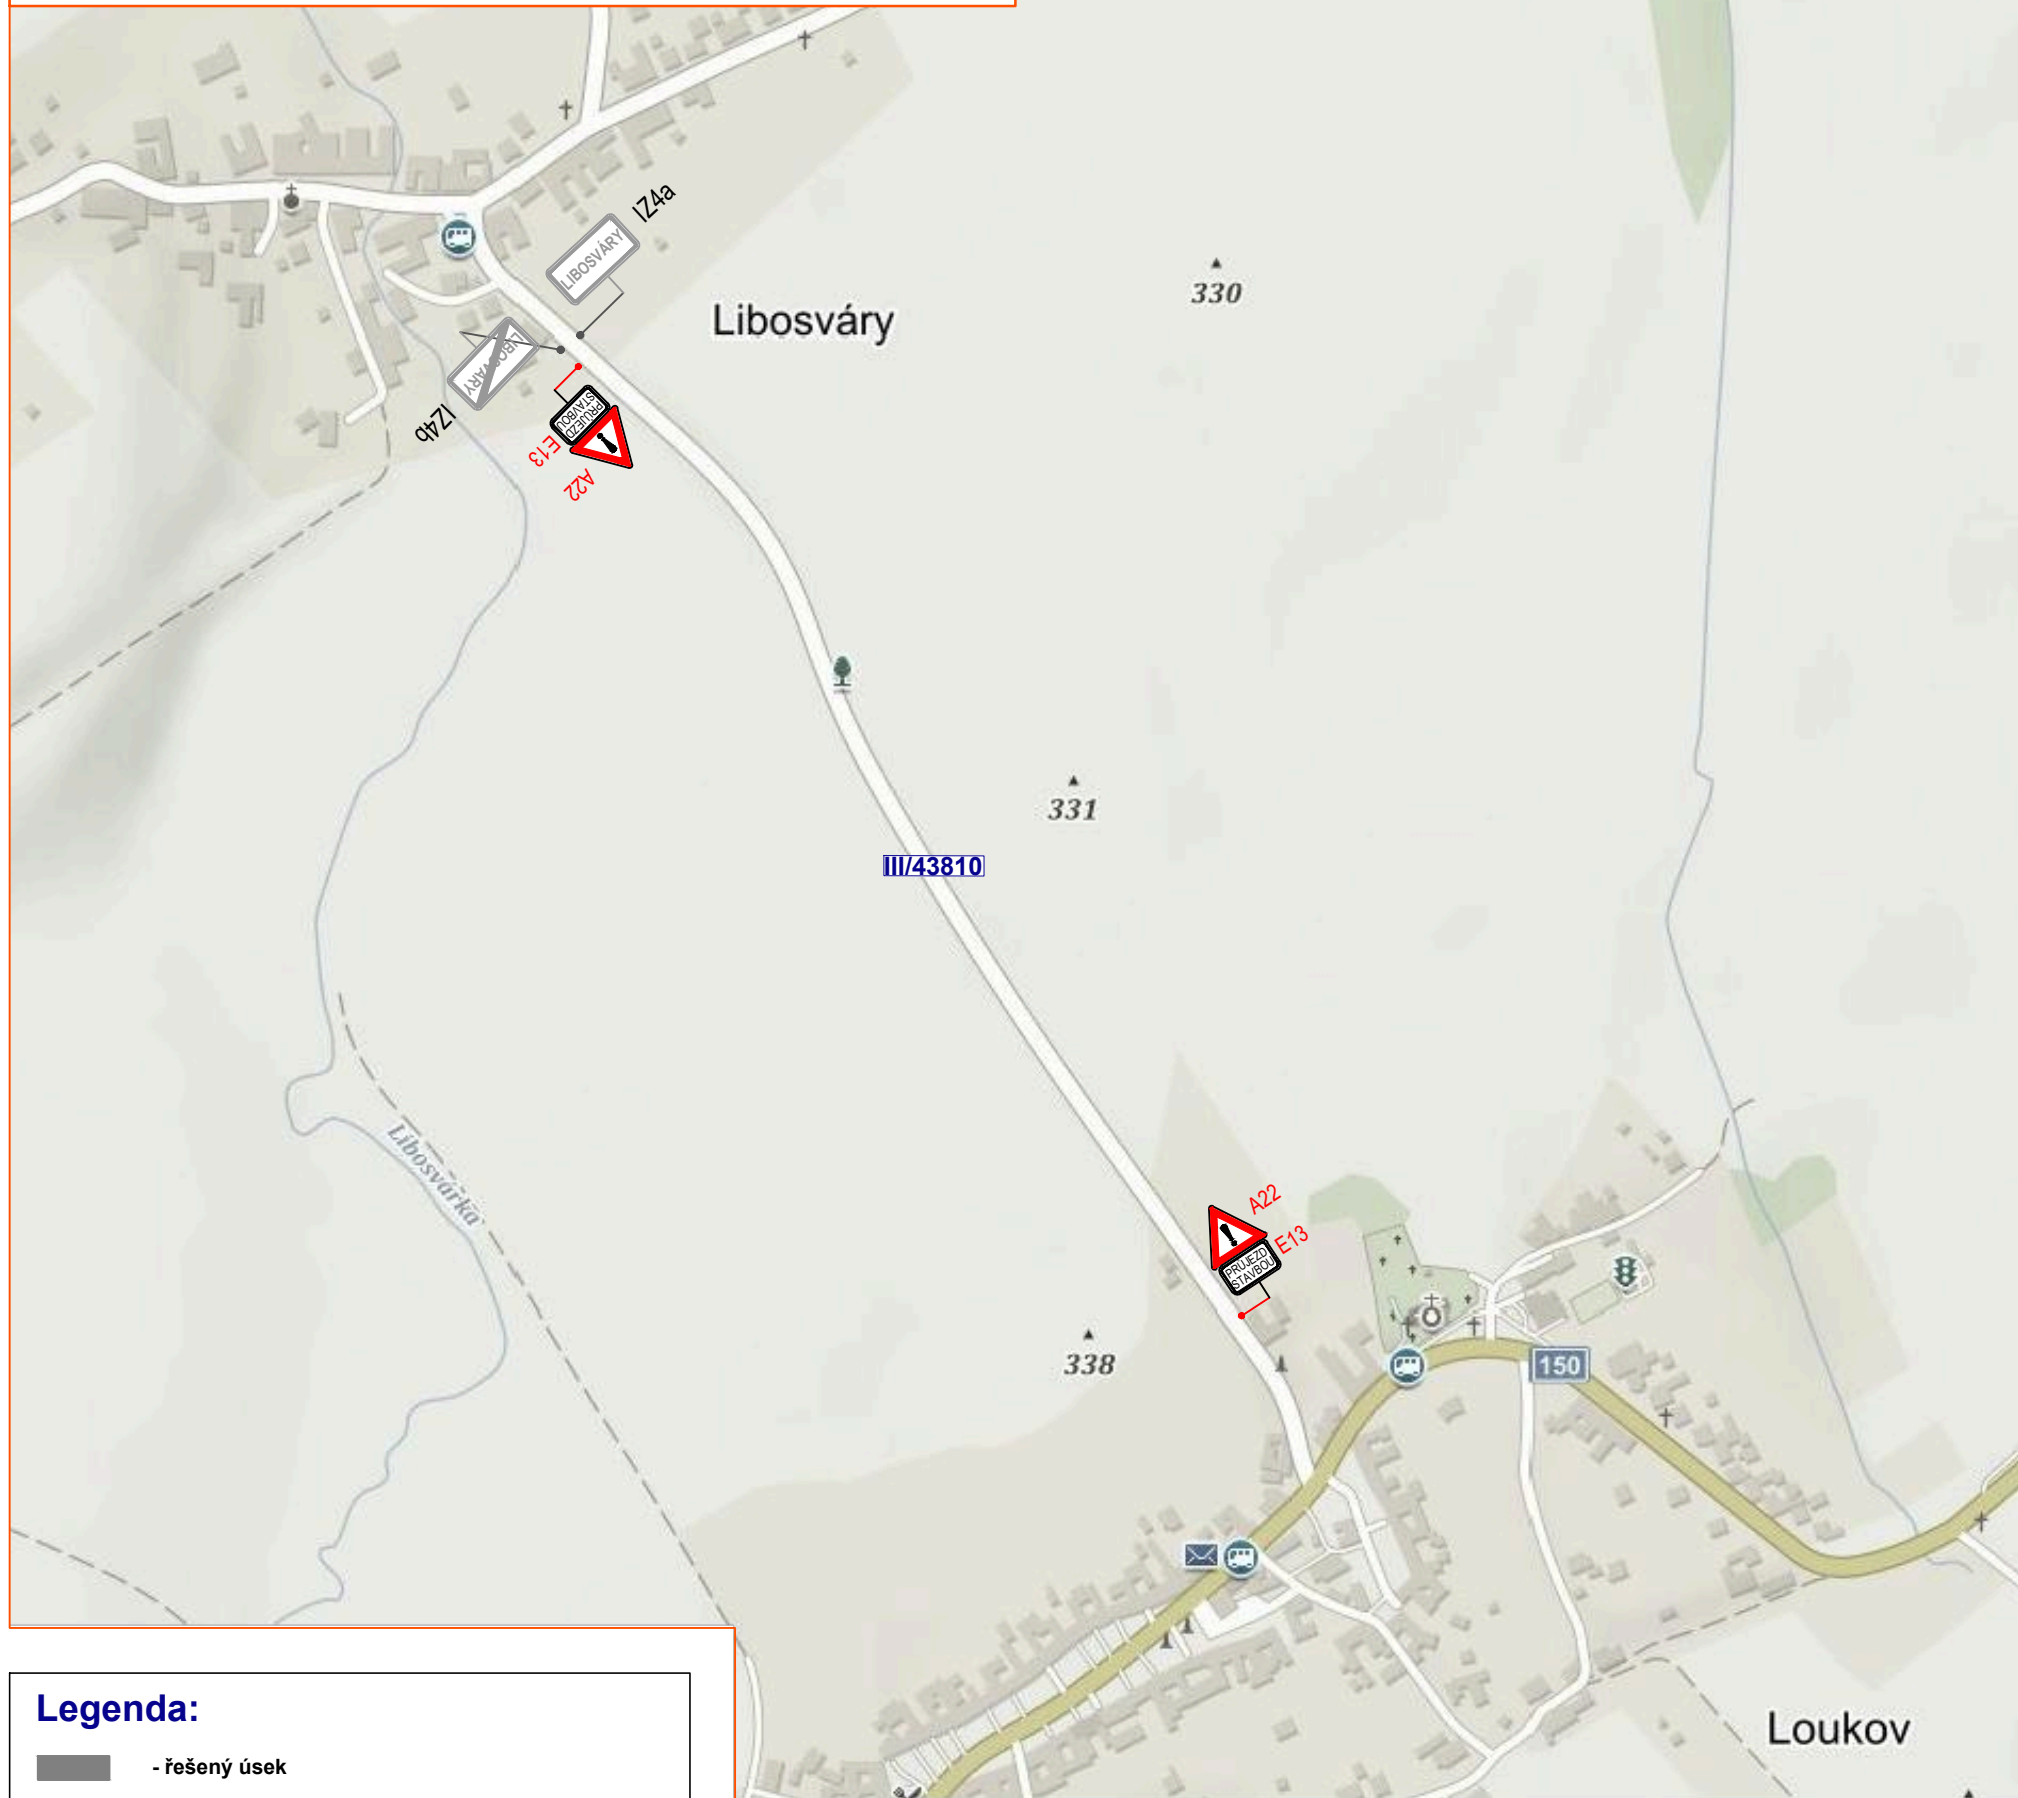 IZ4a
LIBOSVÁRY
Libosváry
330
LIBOSVÁRY
IZ4b
PRŮJEZD
STAVBOU
E13
A22
331
III/43810
Libosvárka
A22
E13
PRŮJEZD
STAVBOU
338
150
Legenda:
- řešený úsek
Loukov